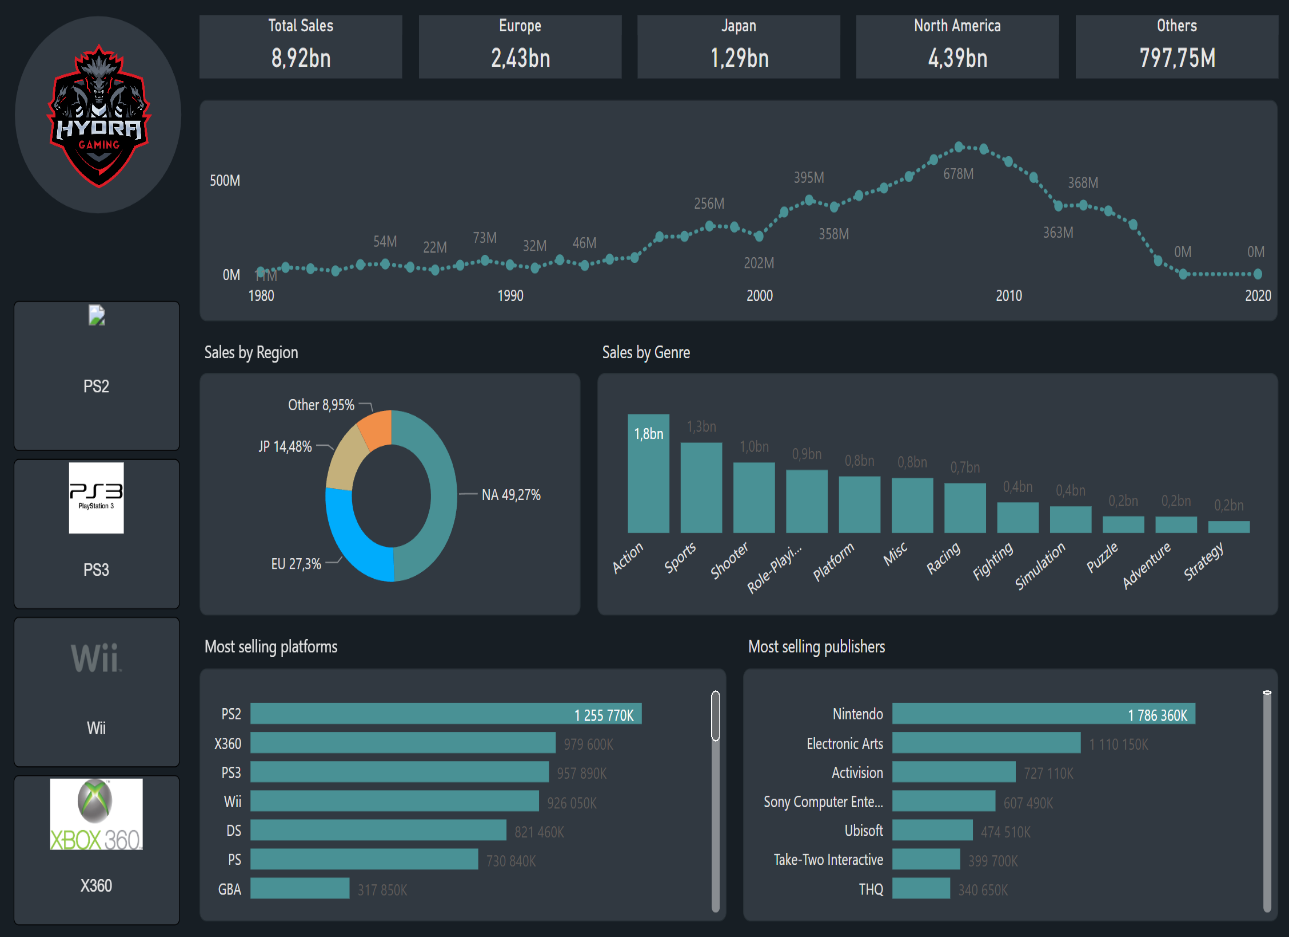 HYDRA
GAMING
Total Sales
8,92bn
Europe
2,43bn
Japan
1,29bn
North America
4,39bn
Others
797,75M
500M
0M
11M
54M
22M
73M
32M
46M
256M
202M
395M
358M
678M
363M
368M
0M
0M
1980
1990
2000
2010
2020
PS2
PS3
PlayStation 3
PS3
Wii
Wii
XBOX 360
X360
Sales by Region
Other 8,95%
JP 14,48%
NA 49,27%
EU 27,3%
Sales by Genre
1,8bn
1,3bn
1,0bn
0,9bn
0,8bn
0,8bn
0,7bn
0,4bn
0,4bn
0,2bn
0,2bn
0,2bn
Action
Sports
Shooter
Role-Playi...
Platform
Misc
Racing
Fighting
Simulation
Puzzle
Adventure
Strategy
Most selling platforms
PS2 1 255 770K
X360 979 600K
PS3 957 890K
Wii 926 050K
DS 821 460K
PS 730 840K
GBA 317 850K
Most selling publishers
Nintendo 1 786 360K
Electronic Arts 1 110 150K
Activision 727 110K
Sony Computer Ente... 607 490K
Ubisoft 474 510K
Take-Two Interactive 399 700K
THQ 340 650K